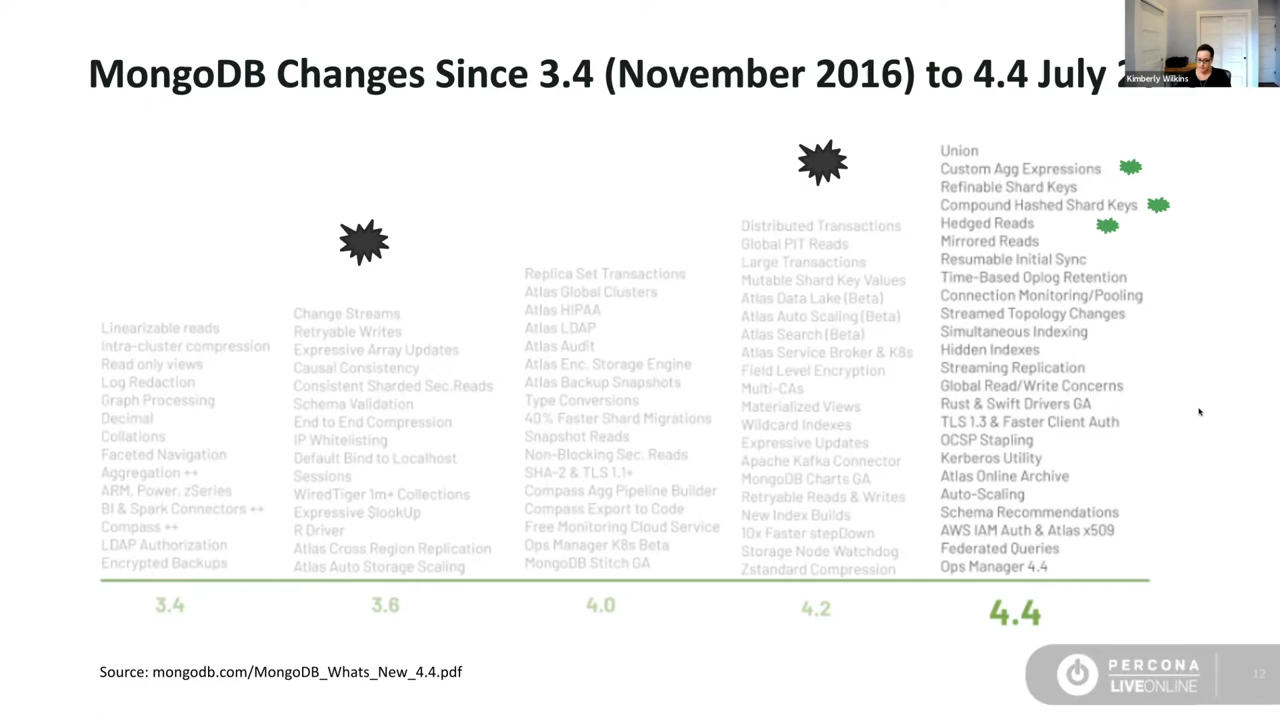 MongoDB Changes Since 3.4 (November 2016) to 4.4 July
Kimberly Wilkins
Linearizable reads
Intra-cluster compression
Read only views
Log Redaction
Graph Processing
Decimal
Collations
Faceted Navigation
Aggregation ++
ARM, Power, zSeries
BI & Spark Connectors ++
Compass ++
LDAP Authorization
Encrypted Backups
3.4
Change Streams
Retryable Writes
Expressive Array Updates
Causal Consistency
Consistent Sharded Sec.Reads
Schema Validation
End to End Compression
IP Whitelisting
Default Bind to Localhost
Sessions
WiredTiger 1m+ Collections
Expressive $lookUp
R Driver
Atlas Cross Region Replication
Atlas Auto Storage Scaling
3.6
Replica Set Transactions
Atlas Global Clusters
Atlas HIPAA
Atlas LDAP
Atlas Audit
Atlas Enc. Storage Engine
Atlas Backup Snapshots
Type Conversions
40% Faster Shard Migrations
Snapshot Reads
Non-Blocking Sec. Reads
SHA-2 & TLS 1.1+
Compass Agg Pipeline Builder
Compass Export to Code
Free Monitoring Cloud Service
Ops Manager K8s Beta
MongoDB Stitch GA
4.0
Distributed Transactions
Global PIT Reads
Large Transactions
Mutable Shard Key Values
Atlas Data Lake (Beta)
Atlas Auto Scaling (Beta)
Atlas Search (Beta)
Atlas Service Broker & K8s
Field Level Encryption
Multi-CAs
Materialized Views
Wildcard Indexes
Expressive Updates
Apache Kafka Connector
MongoDB Charts GA
Retryable Reads & Writes
New Index Builds
10x Faster stepDown
Storage Node Watchdog
Zstandard Compression
4.2
Union
Custom Agg Expressions
Refinable Shard Keys
Compound Hashed Shard Keys
Hedged Reads
Mirrored Reads
Resumable Initial Sync
Time-Based Oplog Retention
Connection Monitoring/Pooling
Streamed Topology Changes
Simultaneous Indexing
Hidden Indexes
Streaming Replication
Global Read/Write Concerns
Rust & Swift Drivers GA
TLS 1.3 & Faster Client Auth
OCSP Stapling
Kerberos Utility
Atlas Online Archive
Auto-Scaling
Schema Recommendations
AWS IAM Auth & Atlas x509
Federated Queries
Ops Manager 4.4
4.4
Source: mongodb.com/MongoDB_Whats_New_4.4.pdf
PERCONA
LIVEONLINE
12